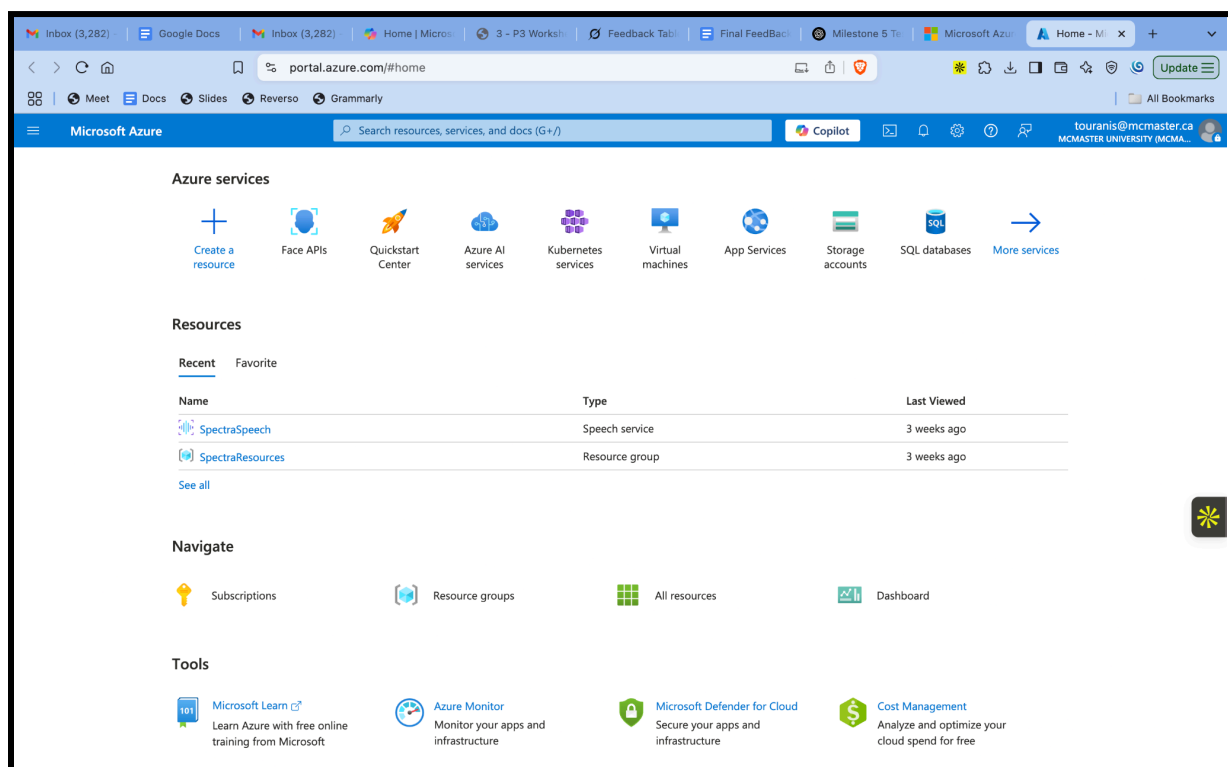 Inbox (3,282) -
Google Docs
Inbox (3,282) -
Home | Micros
3 - P3 Worksh
Feedback Tabl
Final FeedBack
Milestone 5 Te
Microsoft Azur
Home - Mi
portal.azure.com/#home
Update
Meet
Docs
Slides
Reverso
Grammarly
All Bookmarks
Microsoft Azure
Search resources, services, and docs (G+/)
Copilot
touranis@mcmaster.ca
MCMASTER UNIVERSITY (MCMA...
Azure services
Create a
resource
Face APIs
Quickstart
Center
Azure AI
services
Kubernetes
services
Virtual
machines
App Services
Storage
accounts
SQL
SQL databases
More services
Resources
Recent
Favorite
Name
Type
Last Viewed
SpectraSpeech
Speech service
3 weeks ago
SpectraResources
Resource group
3 weeks ago
See all
Navigate
Subscriptions
Resource groups
All resources
Dashboard
Tools
101
Microsoft Learn
Learn Azure with free online
training from Microsoft
Azure Monitor
Monitor your apps and
infrastructure
Microsoft Defender for Cloud
Secure your apps and
infrastructure
Cost Management
Analyze and optimize your
cloud spend for free